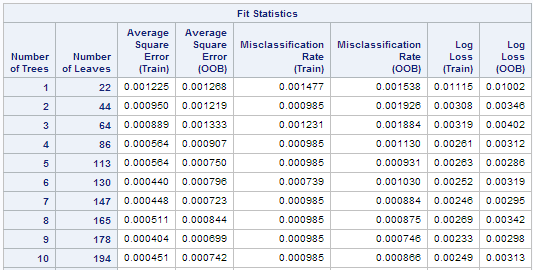 Fit Statistics
Number of Trees Number of Leaves Average Square Error (Train) Average Square Error (OOB) Misclassification Rate (Train) Misclassification Rate (OOB) Log Loss (Train) Log Loss (OOB)
1 22 0.001225 0.001268 0.001477 0.001538 0.01115 0.01002
2 44 0.000950 0.001219 0.000985 0.001926 0.00308 0.00346
3 64 0.000889 0.001333 0.001231 0.001884 0.00319 0.00402
4 86 0.000564 0.000907 0.000985 0.001130 0.00261 0.00312
5 113 0.000564 0.000750 0.000985 0.000931 0.00263 0.00286
6 130 0.000440 0.000796 0.000739 0.001030 0.00252 0.00319
7 147 0.000448 0.000723 0.000985 0.000884 0.00246 0.00295
8 165 0.000511 0.000844 0.000985 0.000875 0.00269 0.00342
9 178 0.000404 0.000699 0.000985 0.000746 0.00233 0.00298
10 194 0.000451 0.000742 0.000985 0.000866 0.00249 0.00313